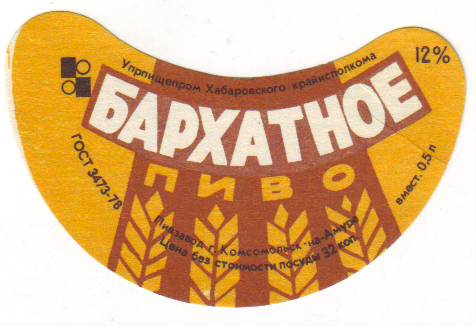 Упрпищепром Хабаровского крайисполкома
12%
БАРХАТНОЕ
ПИВО
ГОСТ 3473-78
вмест. 0,5 л
Пивзавод г. Комсомольск-на-Амуре
Цена без стоимости посуды 32 коп.